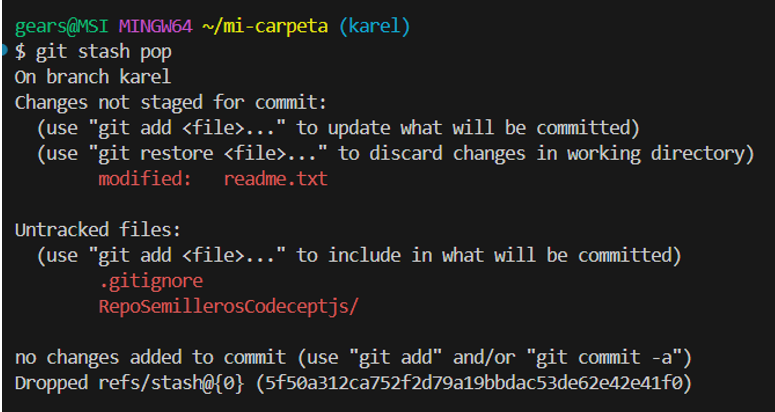 gears@MSI MINGW64 ~/mi-carpeta (karel)
$ git stash pop
On branch karel
Changes not staged for commit:
  (use "git add <file>..." to update what will be committed)
  (use "git restore <file>..." to discard changes in working directory)
        modified:   readme.txt

Untracked files:
  (use "git add <file>..." to include in what will be committed)
        .gitignore
        RepoSemillerosCodeceptjs/

no changes added to commit (use "git add" and/or "git commit -a")
Dropped refs/stash@{0} (5f50a312ca752f2d79a19bbdac53de62e42e41f0)